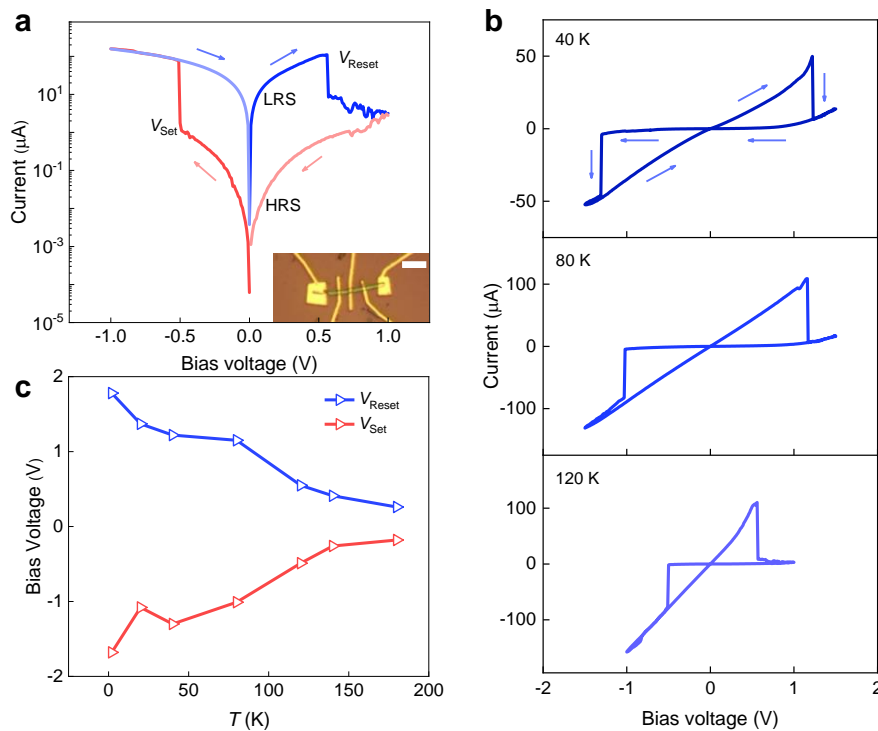 a
10¹
10⁻¹
10⁻³
10⁻⁵
Current (μA)
V_Reset
LRS
V_Set
HRS
-1.0 -0.5 0.0 0.5 1.0
Bias voltage (V)
b
40 K
50
0
-50
80 K
100
0
-100
Current (μA)
120 K
100
0
-100
-2 -1 0 1 2
Bias voltage (V)
c
2
1
0
-1
-2
Bias Voltage (V)
V_Reset
V_Set
0 50 100 150 200
T (K)